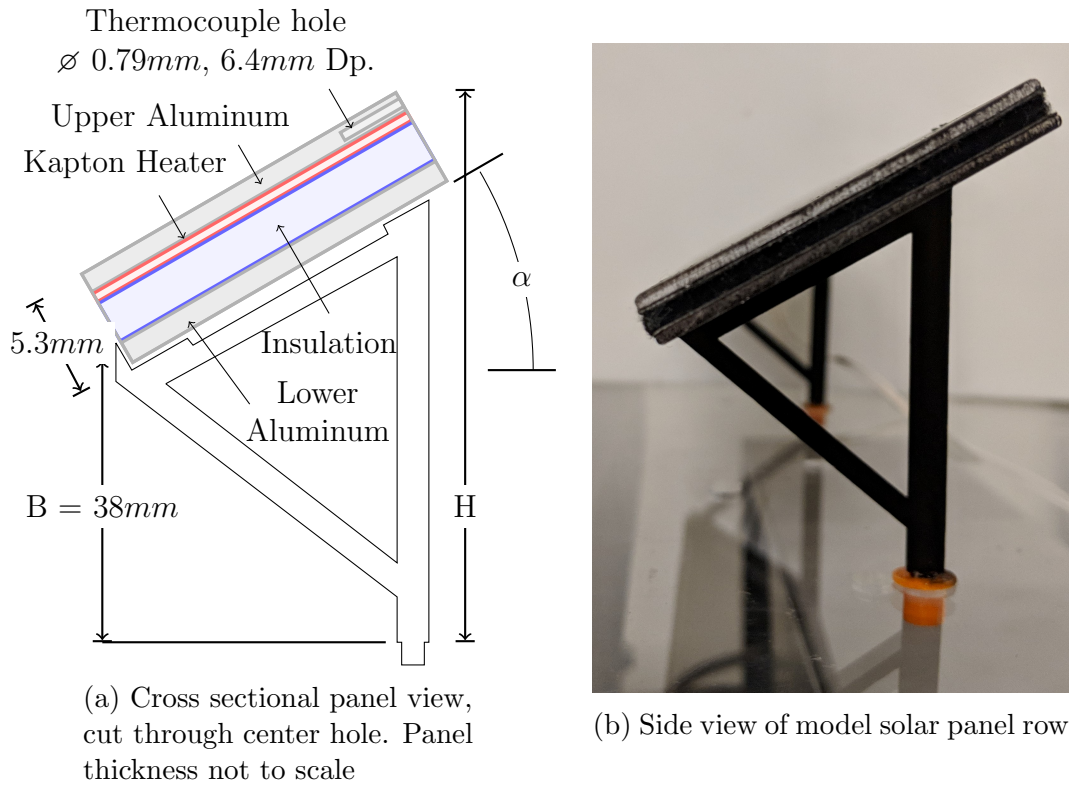 Thermocouple hole
⌀ 0.79mm, 6.4mm Dp.
Upper Aluminum
Kapton Heater
α
5.3mm
Insulation
Lower
Aluminum
B = 38mm
H
(a) Cross sectional panel view,
cut through center hole. Panel
thickness not to scale
(b) Side view of model solar panel row